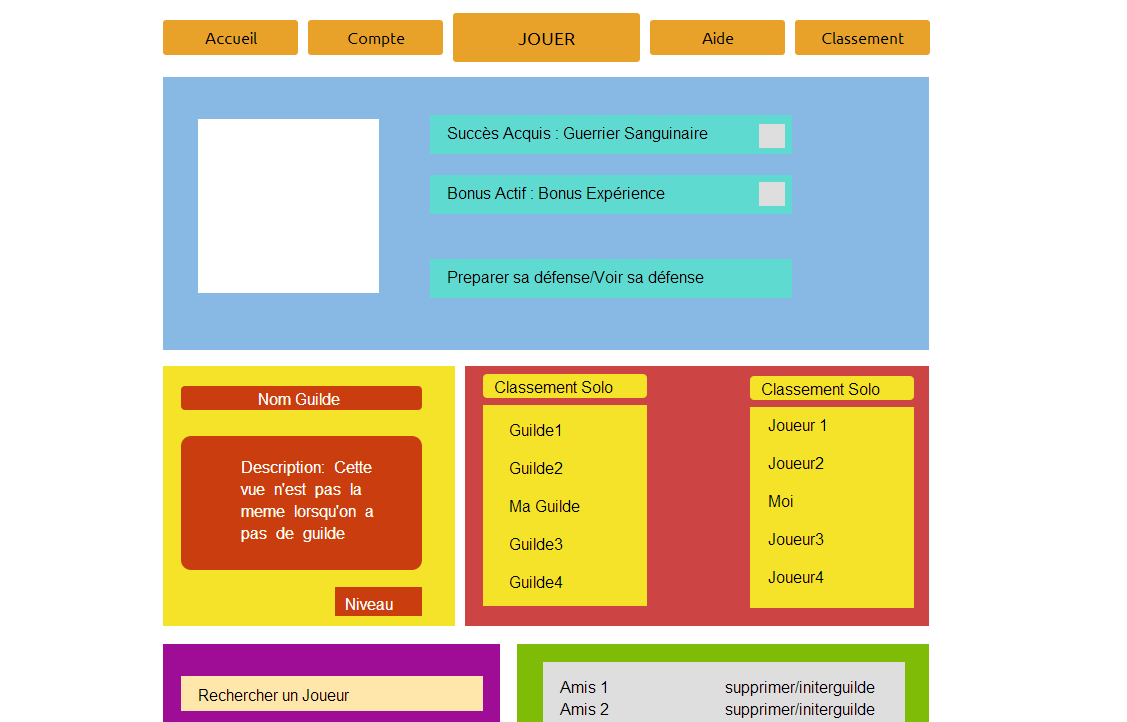 Accueil
Compte
JOUER
Aide
Classement
Succès Acquis : Guerrier Sanguinaire
Bonus Actif : Bonus Expérience
Preparer sa défense/Voir sa défense
Nom Guilde
Description: Cette
vue n'est pas la
meme lorsqu'on a
pas de guilde
Niveau
Classement Solo
Guilde1
Guilde2
Ma Guilde
Guilde3
Guilde4
Classement Solo
Joueur 1
Joueur2
Moi
Joueur3
Joueur4
Rechercher un Joueur
Amis 1 supprimer/initerguilde
Amis 2 supprimer/initerguilde